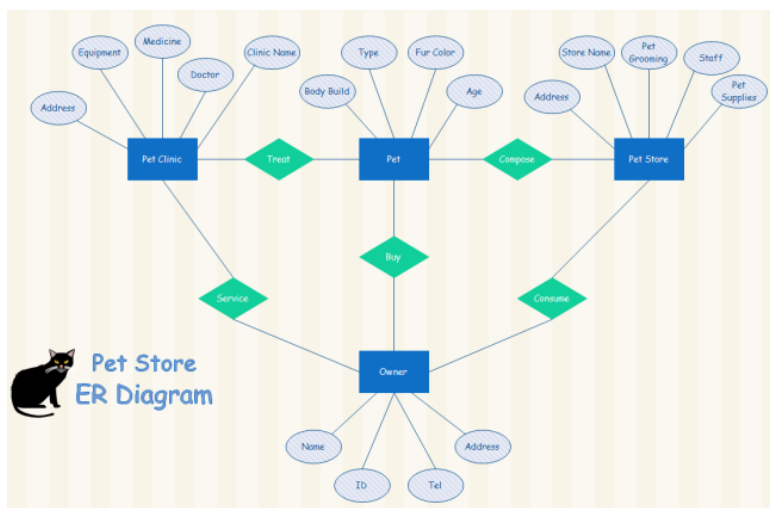 Medicine
Clinic Name
Equipment
Doctor
Address
Type
Fur Color
Body Build
Age
Store Name
Pet
Grooming
Staff
Pet
Supplies
Address
Pet Clinic
Treat
Pet
Compose
Pet Store
Buy
Service
Consume
Pet Store
ER Diagram
Owner
Name
Address
ID
Tel